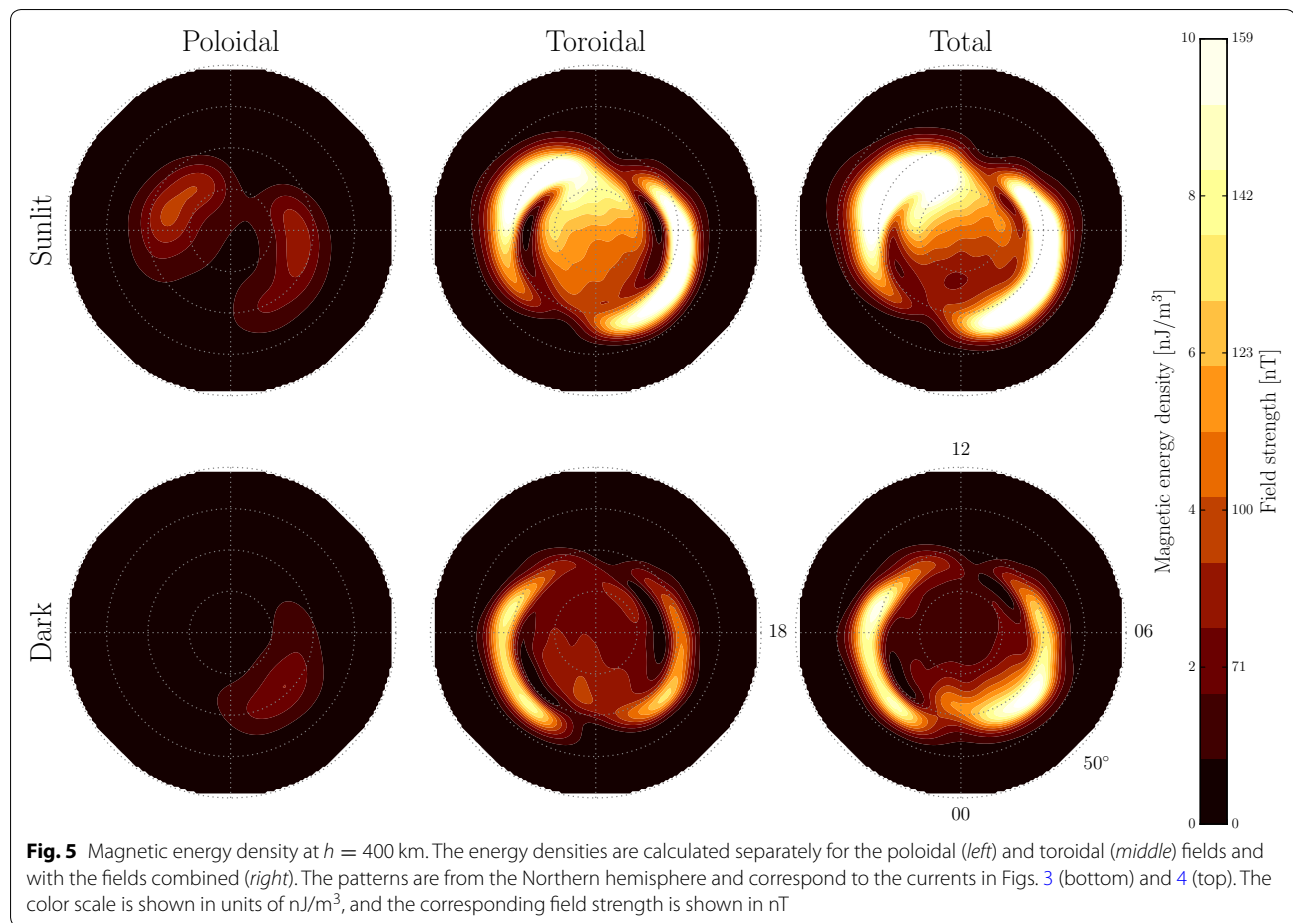 Poloidal
Toroidal
Total
Sunlit
Dark
12
18
06
50°
00
10
159
8
142
6
123
4
100
2
71
0
0
Magnetic energy density [nJ/m³]
Field strength [nT]
Fig. 5 Magnetic energy density at h = 400 km. The energy densities are calculated separately for the poloidal (left) and toroidal (middle) fields and
with the fields combined (right). The patterns are from the Northern hemisphere and correspond to the currents in Figs. 3 (bottom) and 4 (top). The
color scale is shown in units of nJ/m³, and the corresponding field strength is shown in nT